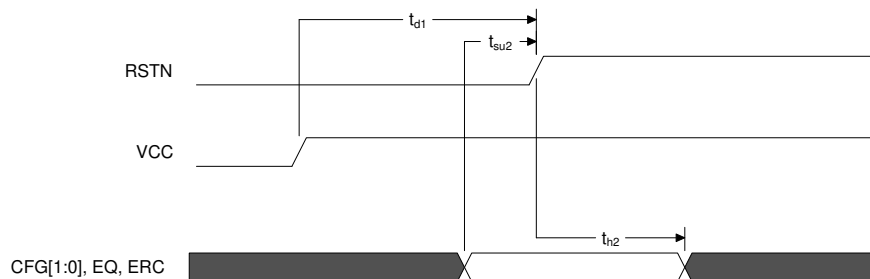 td1
tsu2
RSTN
VCC
th2
CFG[1:0], EQ, ERC